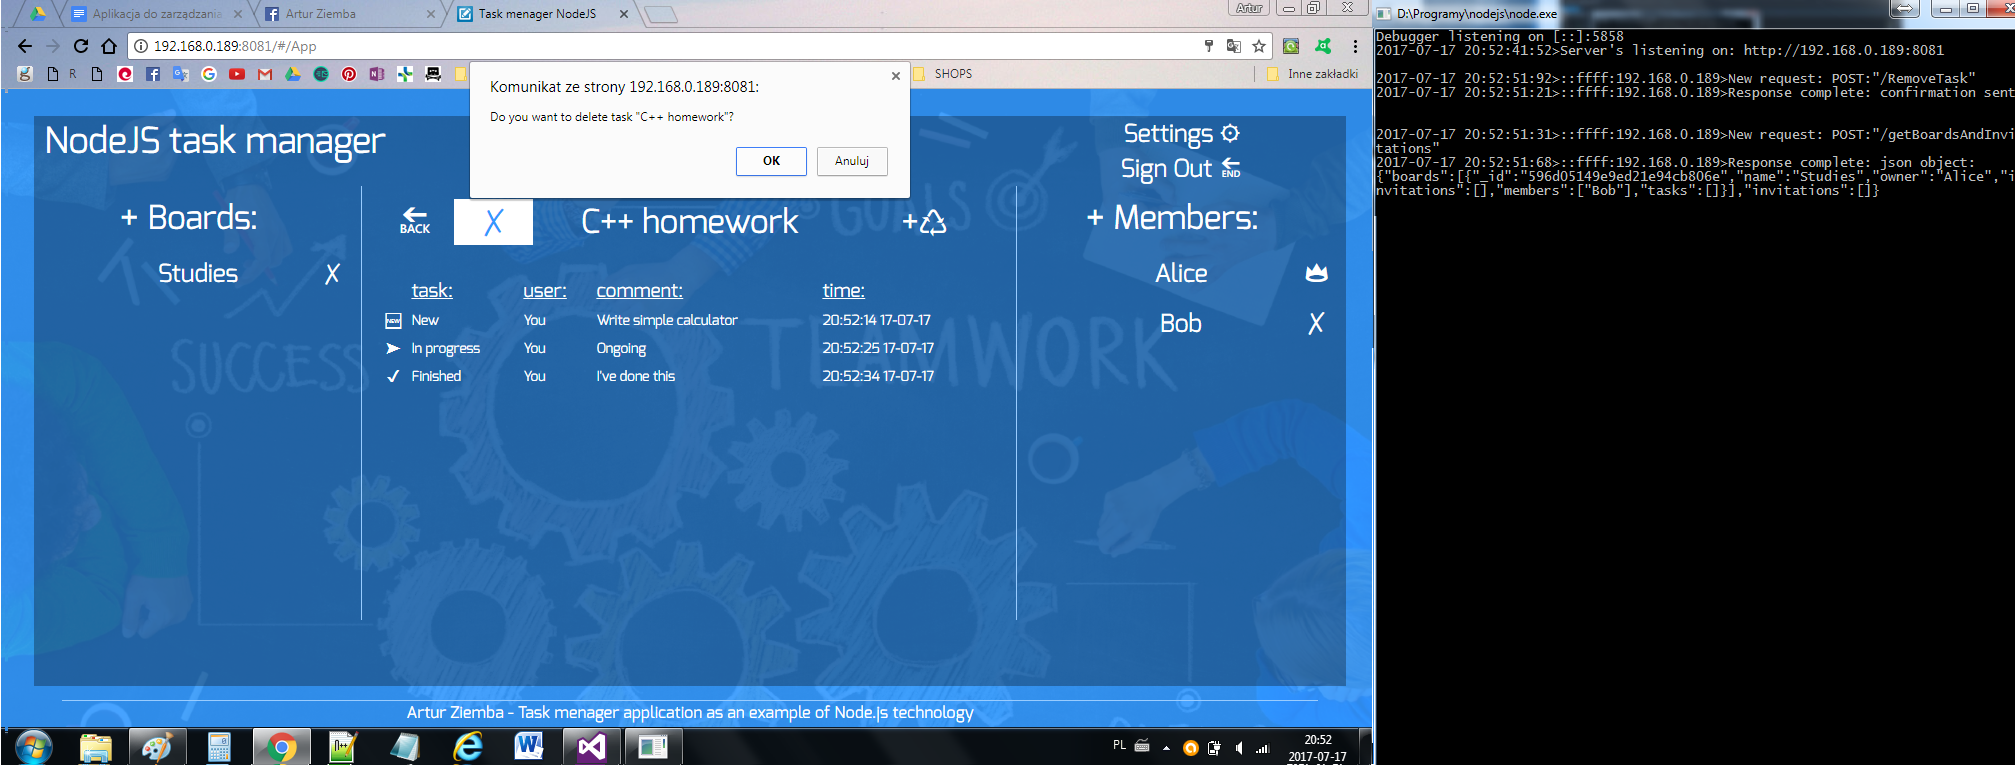 Aplikacja do zarządzania
Artur Ziemba
Task menager NodeJS
Artur
192.168.0.189:8081/#/App
R
SHOPS
Inne zakładki
Komunikat ze strony 192.168.0.189:8081:
Do you want to delete task "C++ homework"?
OK
Anuluj
NodeJS task manager
Settings
Sign Out
END
+ Boards:
BACK
X
C++ homework
+
+ Members:
Studies
X
Alice
Bob
X
task:
user:
comment:
time:
NEW
New
You
Write simple calculator
20:52:14 17-07-17
In progress
You
Ongoing
20:52:25 17-07-17
Finished
You
I've done this
20:52:34 17-07-17
GOALS
SUCCESS
TEAMWORK
Artur Ziemba - Task menager application as an example of Node.js technology
PL
20:52
2017-07-17
D:\Programy\nodejs\node.exe
Debugger listening on [::]:5858
2017-07-17 20:52:41:52>Server's listening on: http://192.168.0.189:8081
2017-07-17 20:52:51:92>::ffff:192.168.0.189>New request: POST:"/RemoveTask"
2017-07-17 20:52:51:21>::ffff:192.168.0.189>Response complete: confirmation sent
2017-07-17 20:52:51:31>::ffff:192.168.0.189>New request: POST:"/getBoardsAndInvi
tations"
2017-07-17 20:52:51:68>::ffff:192.168.0.189>Response complete: json object:
{"boards":[{"_id":"596d05149e9ed21e94cb806e","name":"Studies","owner":"Alice","i
nvitations":[],"members":["Bob"],"tasks":[]}],"invitations":[]}